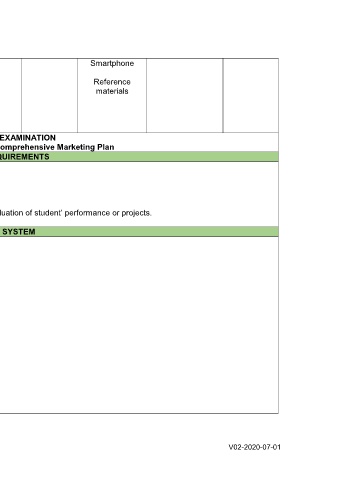 Smartphone
Reference
materials
EXAMINATION
omprehensive Marketing Plan
QUIREMENTS
luation of student' performance or projects.
SYSTEM
V02-2020-07-01